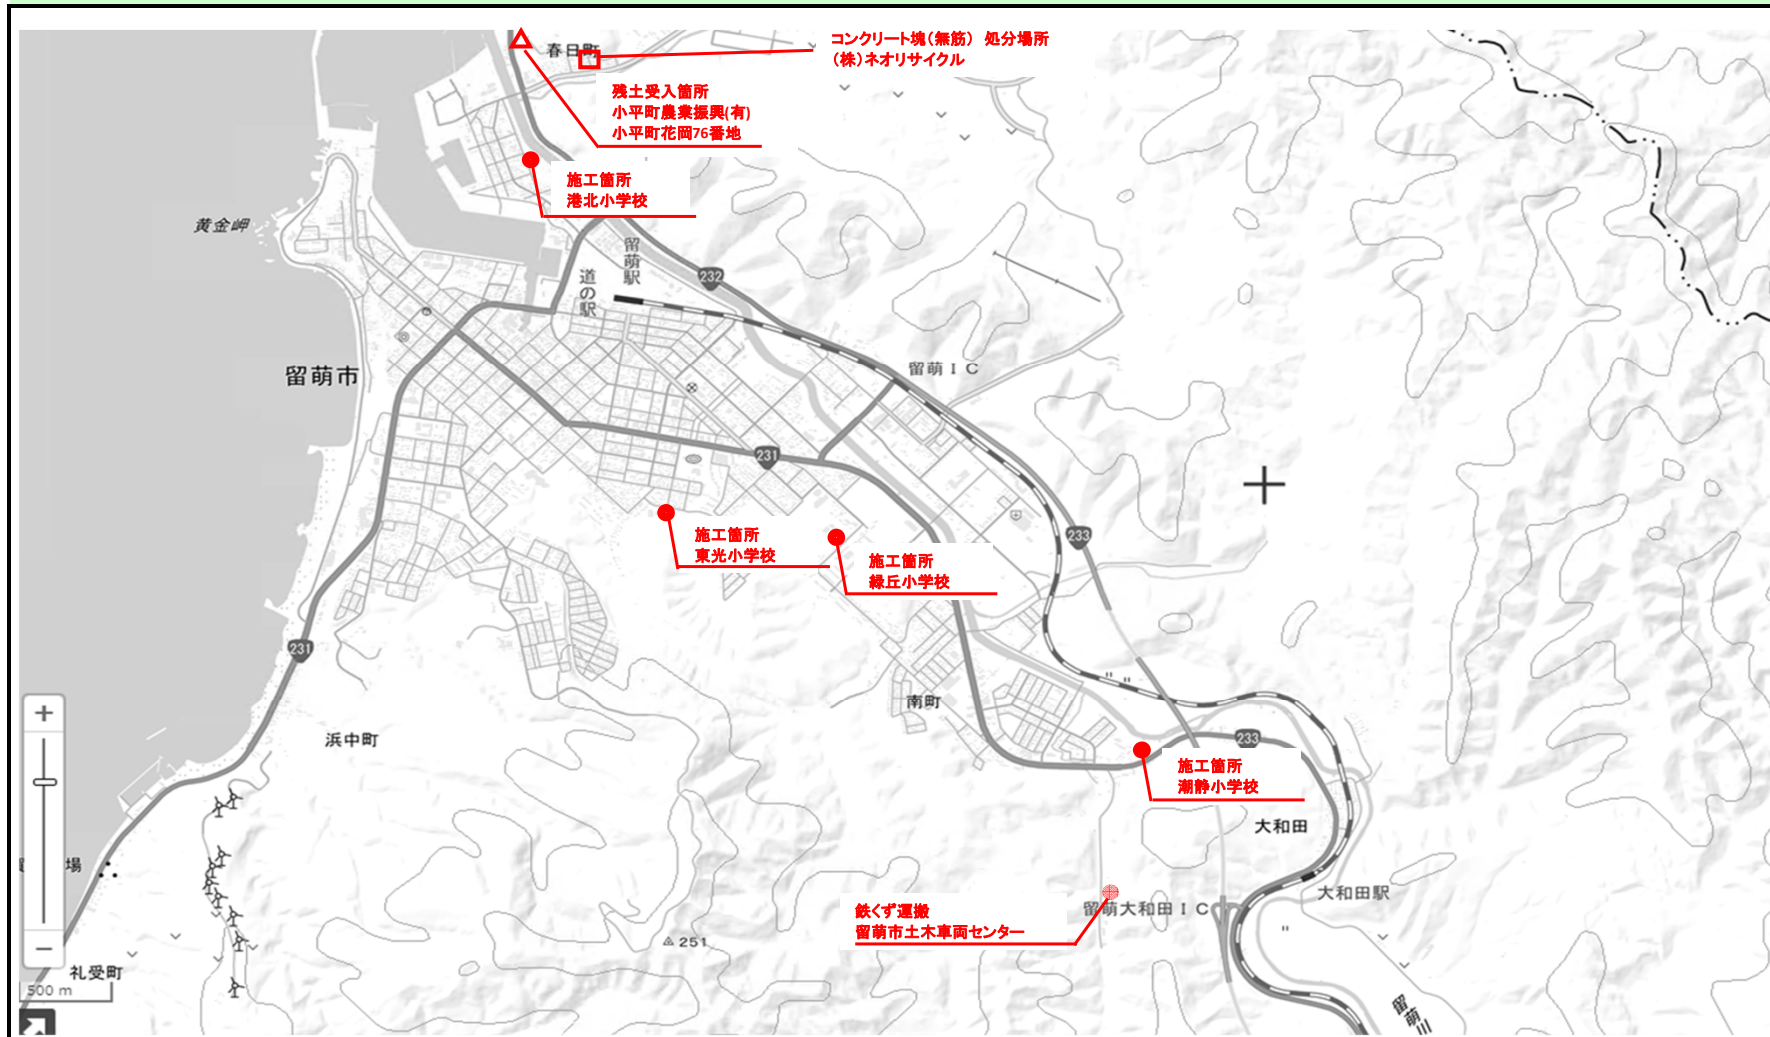 コンクリート塊(無筋) 処分場所
(株)ネオリサイクル
春日町
残土受入箇所
小平町農業振興(有)
小平町花岡76番地
施工箇所
港北小学校
黄金岬
留萌駅
道の駅
232
留萌市
留萌IC
231
施工箇所
東光小学校
施工箇所
緑丘小学校
233
231
南町
浜中町
233
施工箇所
潮静小学校
大和田
場
大和田駅
鉄くず運搬
留萌市土木車両センター
留萌大和田IC
251
礼受町
500 m
留萌川
+
−